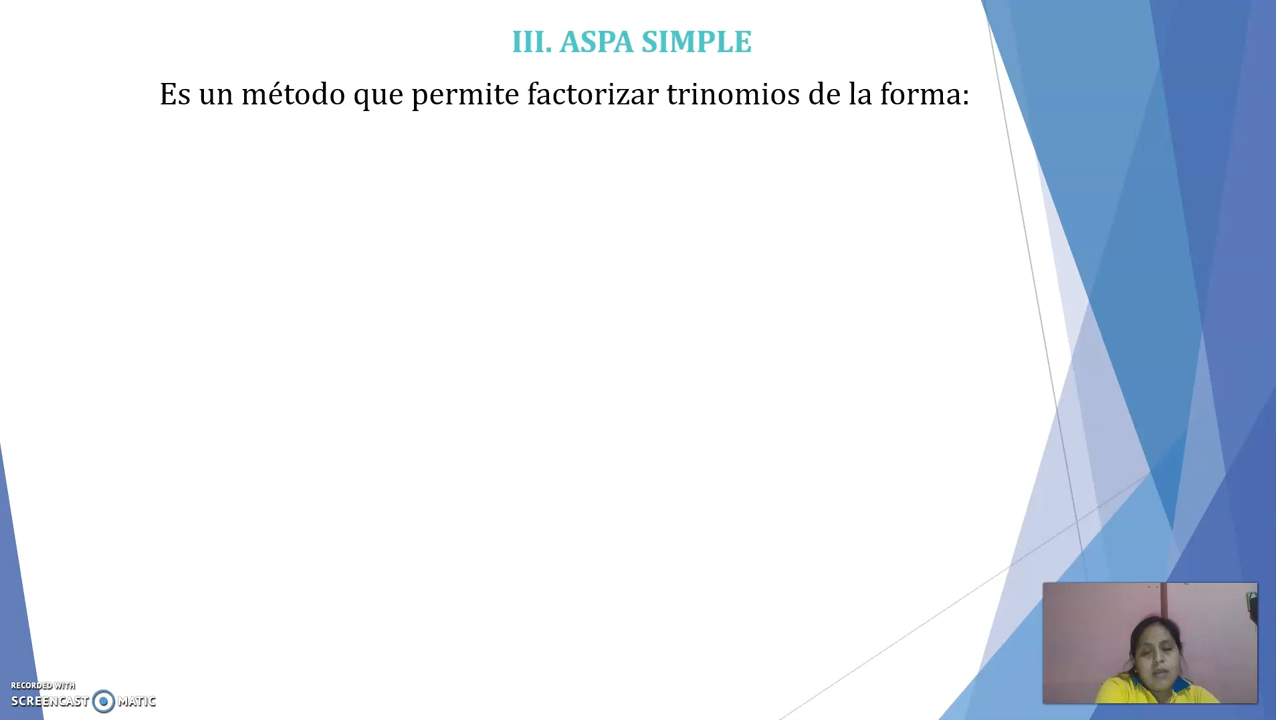 III. ASPA SIMPLE
Es un método que permite factorizar trinomios de la forma:
RECORDED WITH
SCREENCAST MATIC